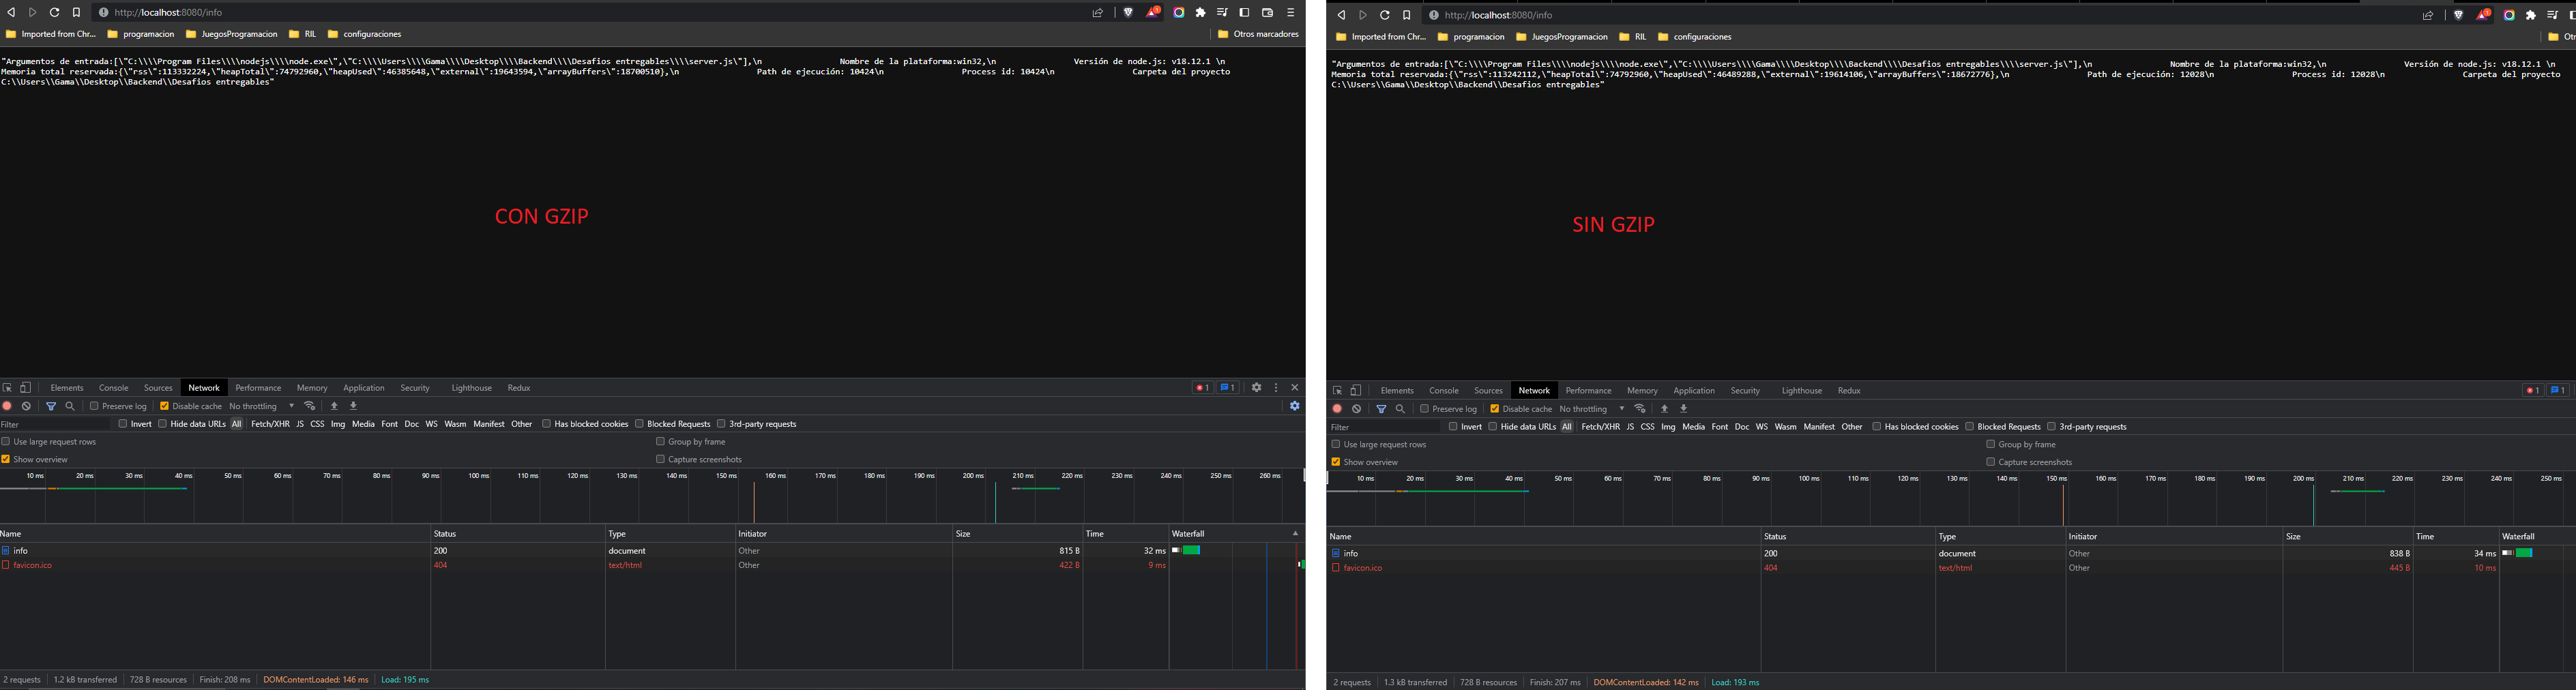 http://localhost:8080/info
Imported from Chr... programacion JuegosProgramacion RIL configuraciones Otros marcadores
"Argumentos de entrada:[\"C:\\\\Program Files\\\\nodejs\\\\node.exe\",\"C:\\\\Users\\\\Gama\\\\Desktop\\\\Backend\\\\Desafios entregables\\\\server.js\"],\n Nombre de la plataforma:win32,\n Versión de node.js: v18.12.1 \n
Memoria total reservada:{\"rss\":113332224,\"heapTotal\":74792960,\"heapUsed\":46385648,\"external\":19643594,\"arrayBuffers\":18700510},\n Path de ejecución: 10424\n Process id: 10424\n Carpeta del proyecto
C:\\Users\\Gama\\Desktop\\Backend\\Desafios entregables"
CON GZIP
Elements Console Sources Network Performance Memory Application Security Lighthouse Redux 1 1
Preserve log Disable cache No throttling
Filter Invert Hide data URLs All Fetch/XHR JS CSS Img Media Font Doc WS Wasm Manifest Other Has blocked cookies Blocked Requests 3rd-party requests
Use large request rows Group by frame
Show overview Capture screenshots
10 ms 20 ms 30 ms 40 ms 50 ms 60 ms 70 ms 80 ms 90 ms 100 ms 110 ms 120 ms 130 ms 140 ms 150 ms 160 ms 170 ms 180 ms 190 ms 200 ms 210 ms 220 ms 230 ms 240 ms 250 ms 260 ms
Name Status Type Initiator Size Time Waterfall
info 200 document Other 815 B 32 ms
favicon.ico 404 text/html Other 422 B 9 ms
2 requests 1.2 kB transferred 728 B resources Finish: 208 ms DOMContentLoaded: 146 ms Load: 195 ms
http://localhost:8080/info
Imported from Chr... programacion JuegosProgramacion RIL configuraciones Otr
"Argumentos de entrada:[\"C:\\\\Program Files\\\\nodejs\\\\node.exe\",\"C:\\\\Users\\\\Gama\\\\Desktop\\\\Backend\\\\Desafios entregables\\\\server.js\"],\n Nombre de la plataforma:win32,\n Versión de node.js: v18.12.1 \n
Memoria total reservada:{\"rss\":113242112,\"heapTotal\":74792960,\"heapUsed\":46489288,\"external\":19614106,\"arrayBuffers\":18672776},\n Path de ejecución: 12028\n Process id: 12028\n Carpeta del proyecto
C:\\Users\\Gama\\Desktop\\Backend\\Desafios entregables"
SIN GZIP
Elements Console Sources Network Performance Memory Application Security Lighthouse Redux 1 1
Preserve log Disable cache No throttling
Filter Invert Hide data URLs All Fetch/XHR JS CSS Img Media Font Doc WS Wasm Manifest Other Has blocked cookies Blocked Requests 3rd-party requests
Use large request rows Group by frame
Show overview Capture screenshots
10 ms 20 ms 30 ms 40 ms 50 ms 60 ms 70 ms 80 ms 90 ms 100 ms 110 ms 120 ms 130 ms 140 ms 150 ms 160 ms 170 ms 180 ms 190 ms 200 ms 210 ms 220 ms 230 ms 240 ms 250 ms
Name Status Type Initiator Size Time Waterfall
info 200 document Other 838 B 34 ms
favicon.ico 404 text/html Other 445 B 10 ms
2 requests 1.3 kB transferred 728 B resources Finish: 207 ms DOMContentLoaded: 142 ms Load: 193 ms